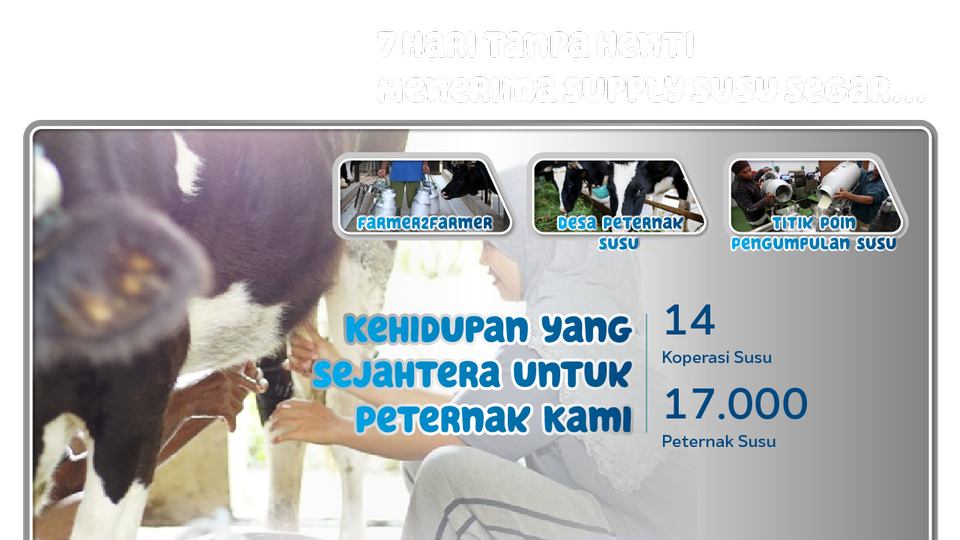 7 Hari Tanpa Henti
Menerima Supply Susu Segar...
Farmer2Farmer
Desa Peternak
Susu
Titik Poin
Pengumpulan Susu
Kehidupan yang
Sejahtera untuk
Peternak Kami
14
Koperasi Susu
17.000
Peternak Susu